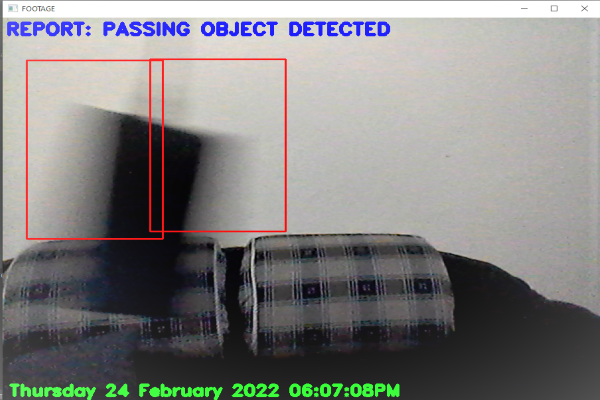 FOOTAGE
REPORT: PASSING OBJECT DETECTED
Thursday 24 February 2022 06:07:08PM